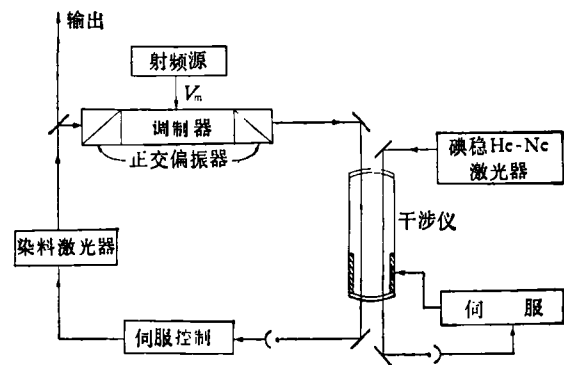 输出
射频源
Vm
调制器
正交偏振器
碘稳He-Ne
激光器
干涉仪
染料激光器
伺服控制
伺 服